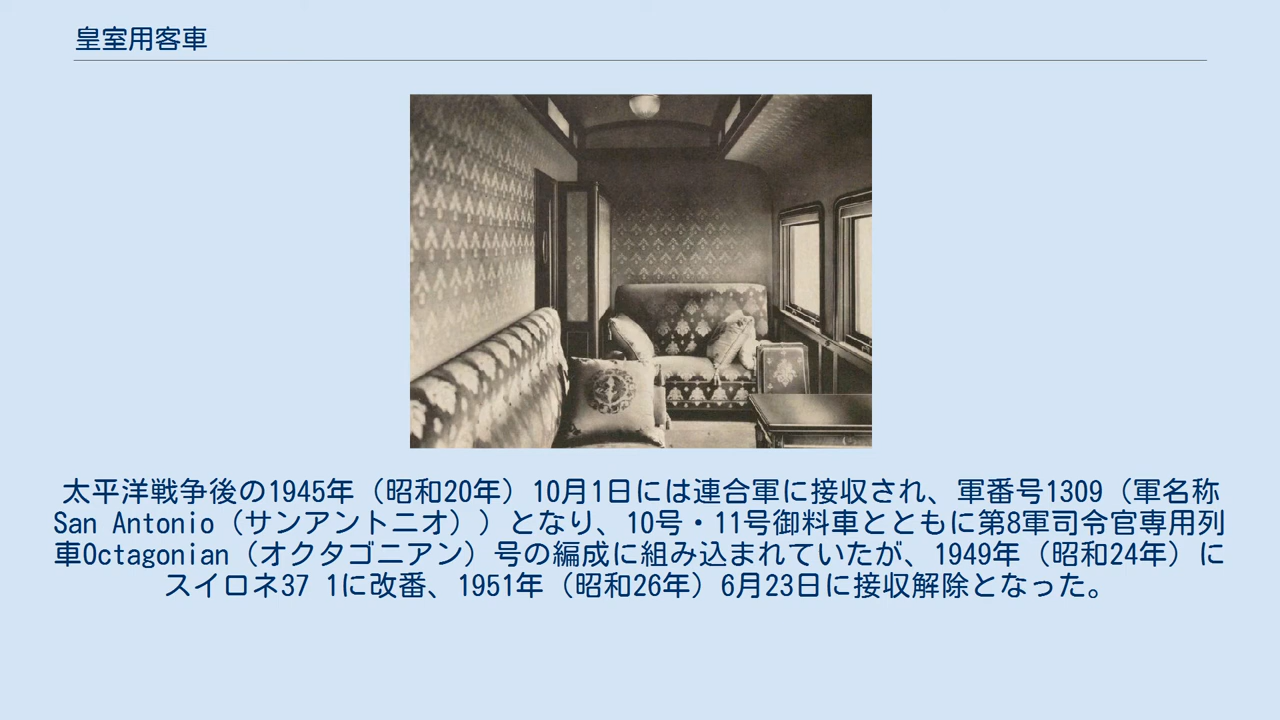 皇室用客車
太平洋戦争後の1945年（昭和20年）10月1日には連合軍に接収され、軍番号1309（軍名称
San Antonio（サンアントニオ））となり、10号・11号御料車とともに第8軍司令官専用列
車Octagonian（オクタゴニアン）号の編成に組み込まれていたが、1949年（昭和24年）に
スイロネ37 1に改番、1951年（昭和26年）6月23日に接収解除となった。